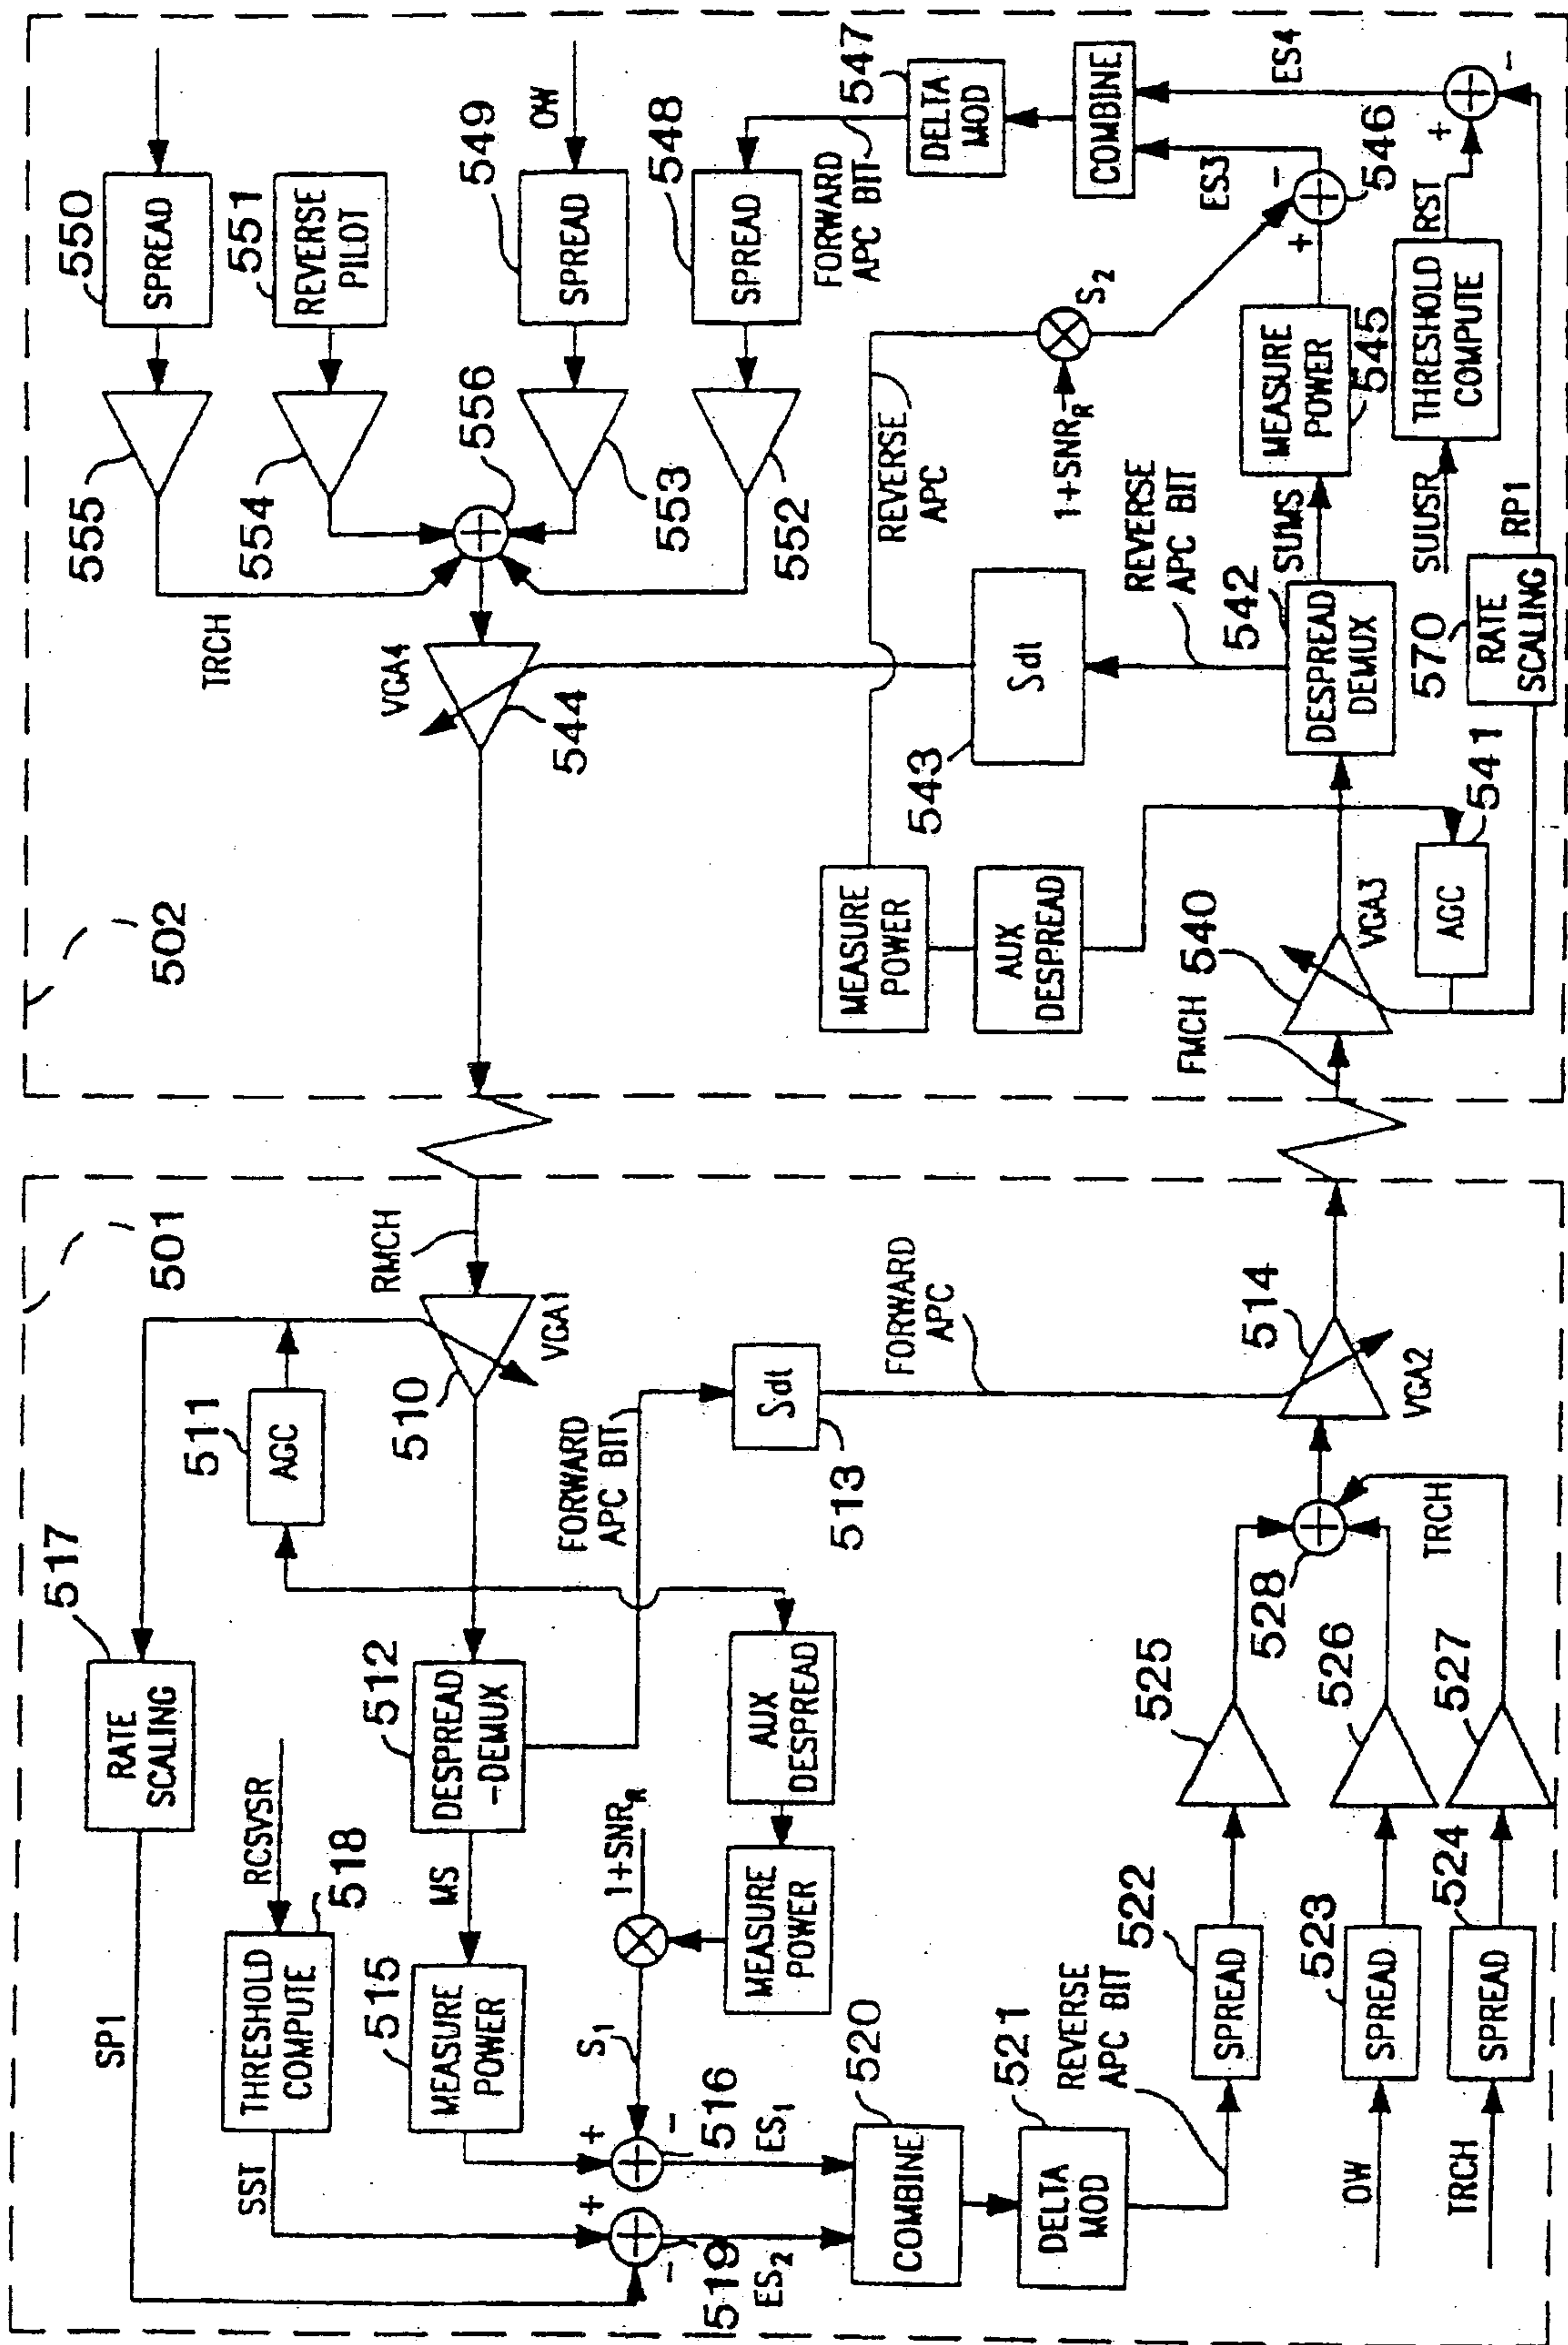 501
517
RATE
SCALING
SP1
511
AGC
RMCH
VGA1
510
RCSVSR
THRESHOLD
COMPUTE
518
SST
512
DESPREAD
-DEMUX
MS
515
MEASURE
POWER
FORWARD
APC BIT
Sdt
513
FORWARD
APC
AUX
DESPREAD
MEASURE
POWER
1+SNRR
S1
+
-
516
ES1
+
-
519
ES2
520
COMBINE
521
DELTA
MOD
REVERSE
APC BIT
522
SPREAD
525
OW
523
SPREAD
526
TRCH
524
SPREAD
527
TRCH
528
514
VGA2
502
550
SPREAD
555
551
REVERSE
PILOT
554
TRCH
556
OW
549
SPREAD
553
548
SPREAD
552
VGA4
544
FORWARD
APC BIT
547
DELTA
MOD
COMBINE
ES3
ES4
REVERSE
APC
1+SNRR
S2
543
Sdt
REVERSE
APC BIT
MEASURE
POWER
AUX
DESPREAD
FMCH
540
VGA3
AGC
541
542
DESPREAD
DEMUX
SUMS
MEASURE
POWER
545
+
-
546
SUUSR
THRESHOLD
COMPUTE
RST
+
-
570
RATE
SCALING
RP1